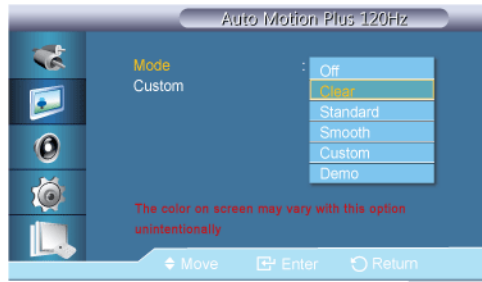 Auto Motion Plus 120Hz
Mode : Off
Clear
Custom
Standard
Smooth
Custom
Demo
The color on screen may vary with this option
unintentionally
Move Enter Return